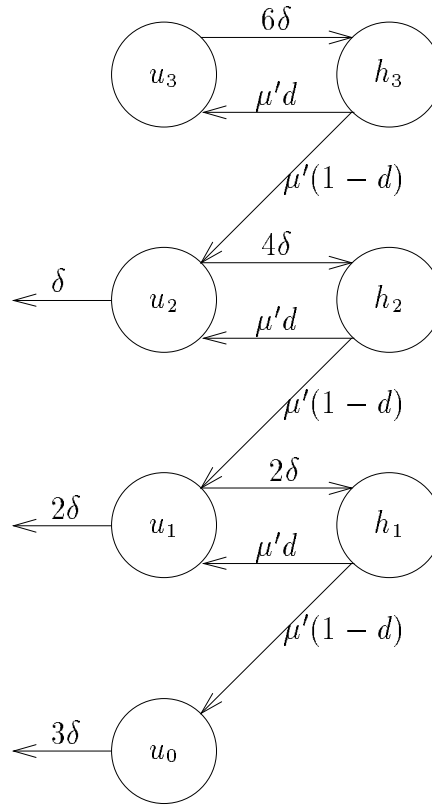 6δ
u₃ h₃
μ′d
μ′(1 − d)
4δ
δ u₂ h₂
μ′d
μ′(1 − d)
2δ
2δ u₁ h₁
μ′d
μ′(1 − d)
3δ u₀